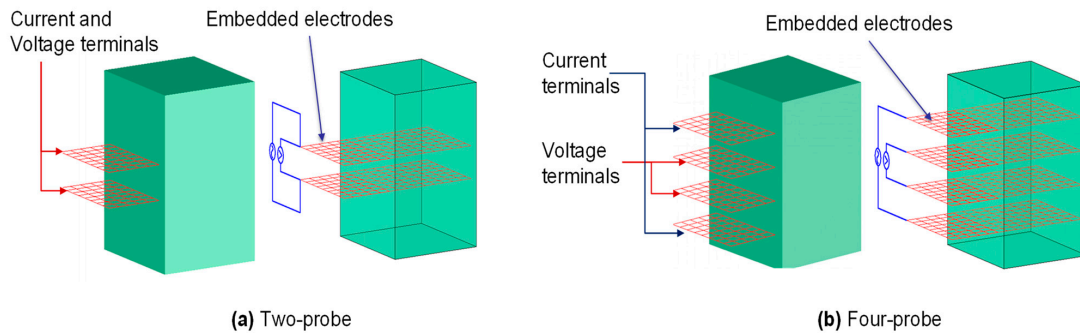 Current and
Voltage terminals
Embedded electrodes
(a) Two-probe
Embedded electrodes
Current
terminals
Voltage
terminals
(b) Four-probe